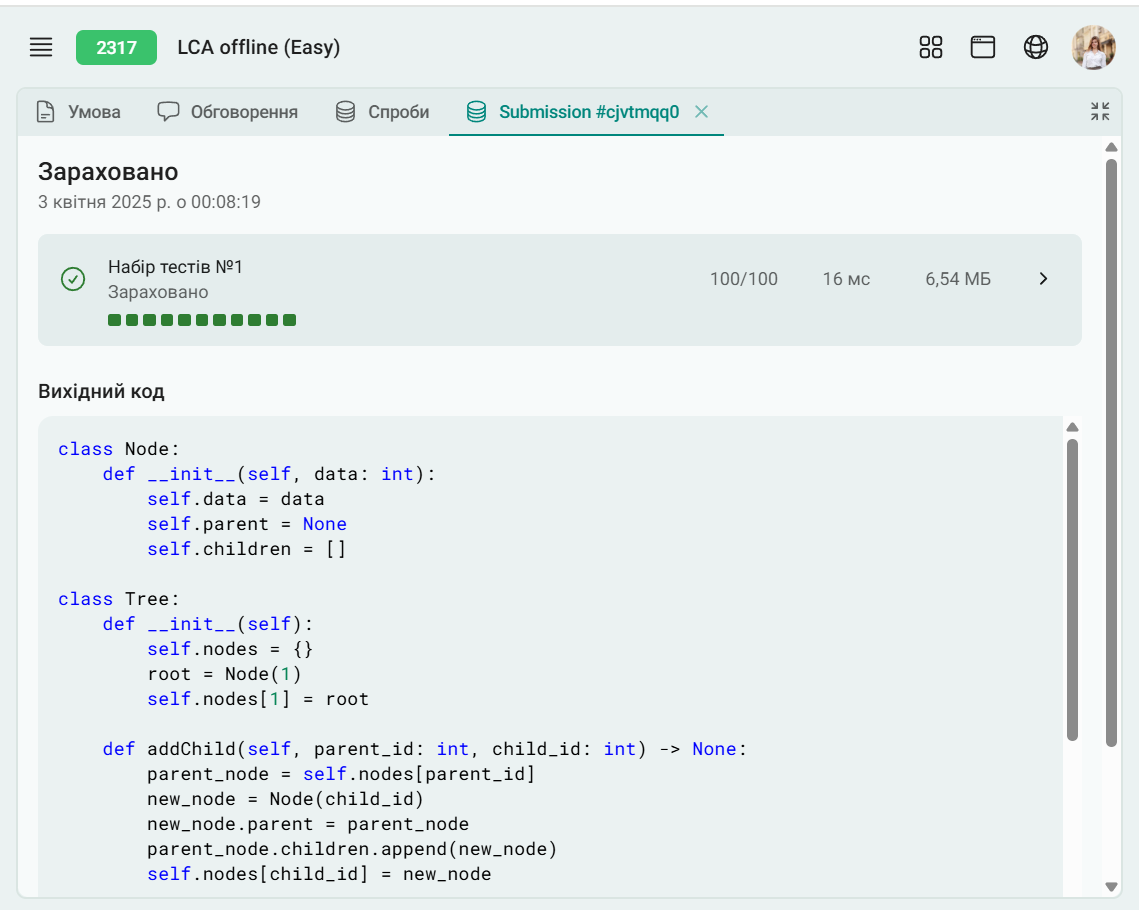 2317 LCA offline (Easy)
Умова Обговорення Спроби Submission #cjvtmqq0
Зараховано
3 квітня 2025 р. о 00:08:19
Набір тестів №1
Зараховано
100/100 16 мс 6,54 МБ
Вихідний код
class Node:
    def __init__(self, data: int):
        self.data = data
        self.parent = None
        self.children = []
class Tree:
    def __init__(self):
        self.nodes = {}
        root = Node(1)
        self.nodes[1] = root
    def addChild(self, parent_id: int, child_id: int) -> None:
        parent_node = self.nodes[parent_id]
        new_node = Node(child_id)
        new_node.parent = parent_node
        parent_node.children.append(new_node)
        self.nodes[child_id] = new_node